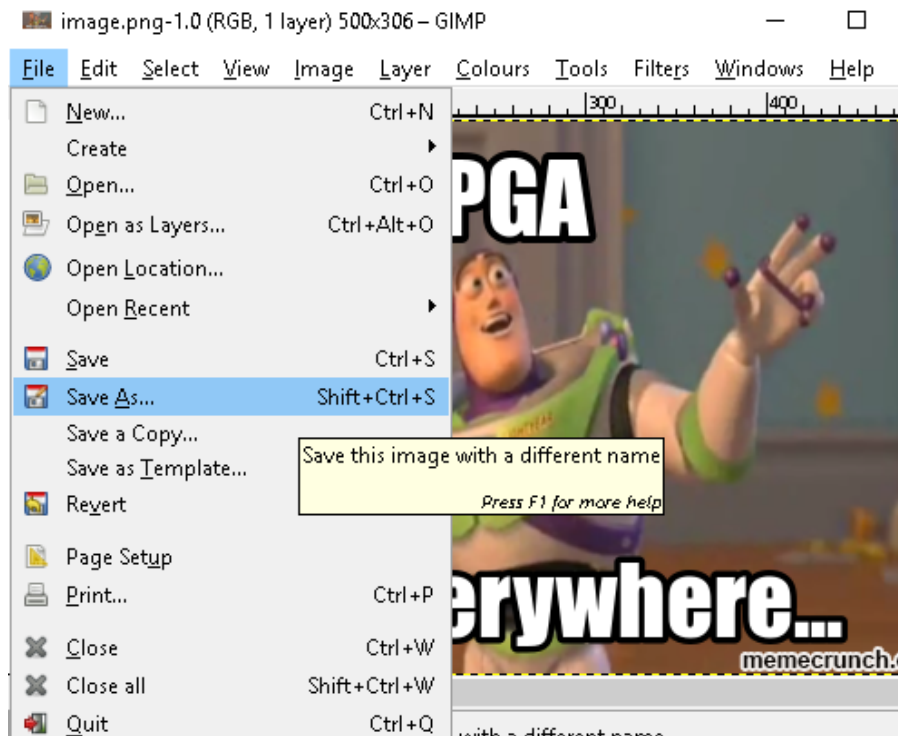 image.png-1.0 (RGB, 1 layer) 500x306 – GIMP
File Edit Select View Image Layer Colours Tools Filters Windows Help
300 400
New... Ctrl+N
Create
Open... Ctrl+O
Open as Layers... Ctrl+Alt+O
Open Location...
Open Recent
Save Ctrl+S
Save As... Shift+Ctrl+S
Save a Copy...
Save as Template...
Revert
Page Setup
Print... Ctrl+P
Close Ctrl+W
Close all Shift+Ctrl+W
Quit Ctrl+Q
Save this image with a different name
Press F1 for more help
PGA
erywhere...
memecrunch.
with a different name